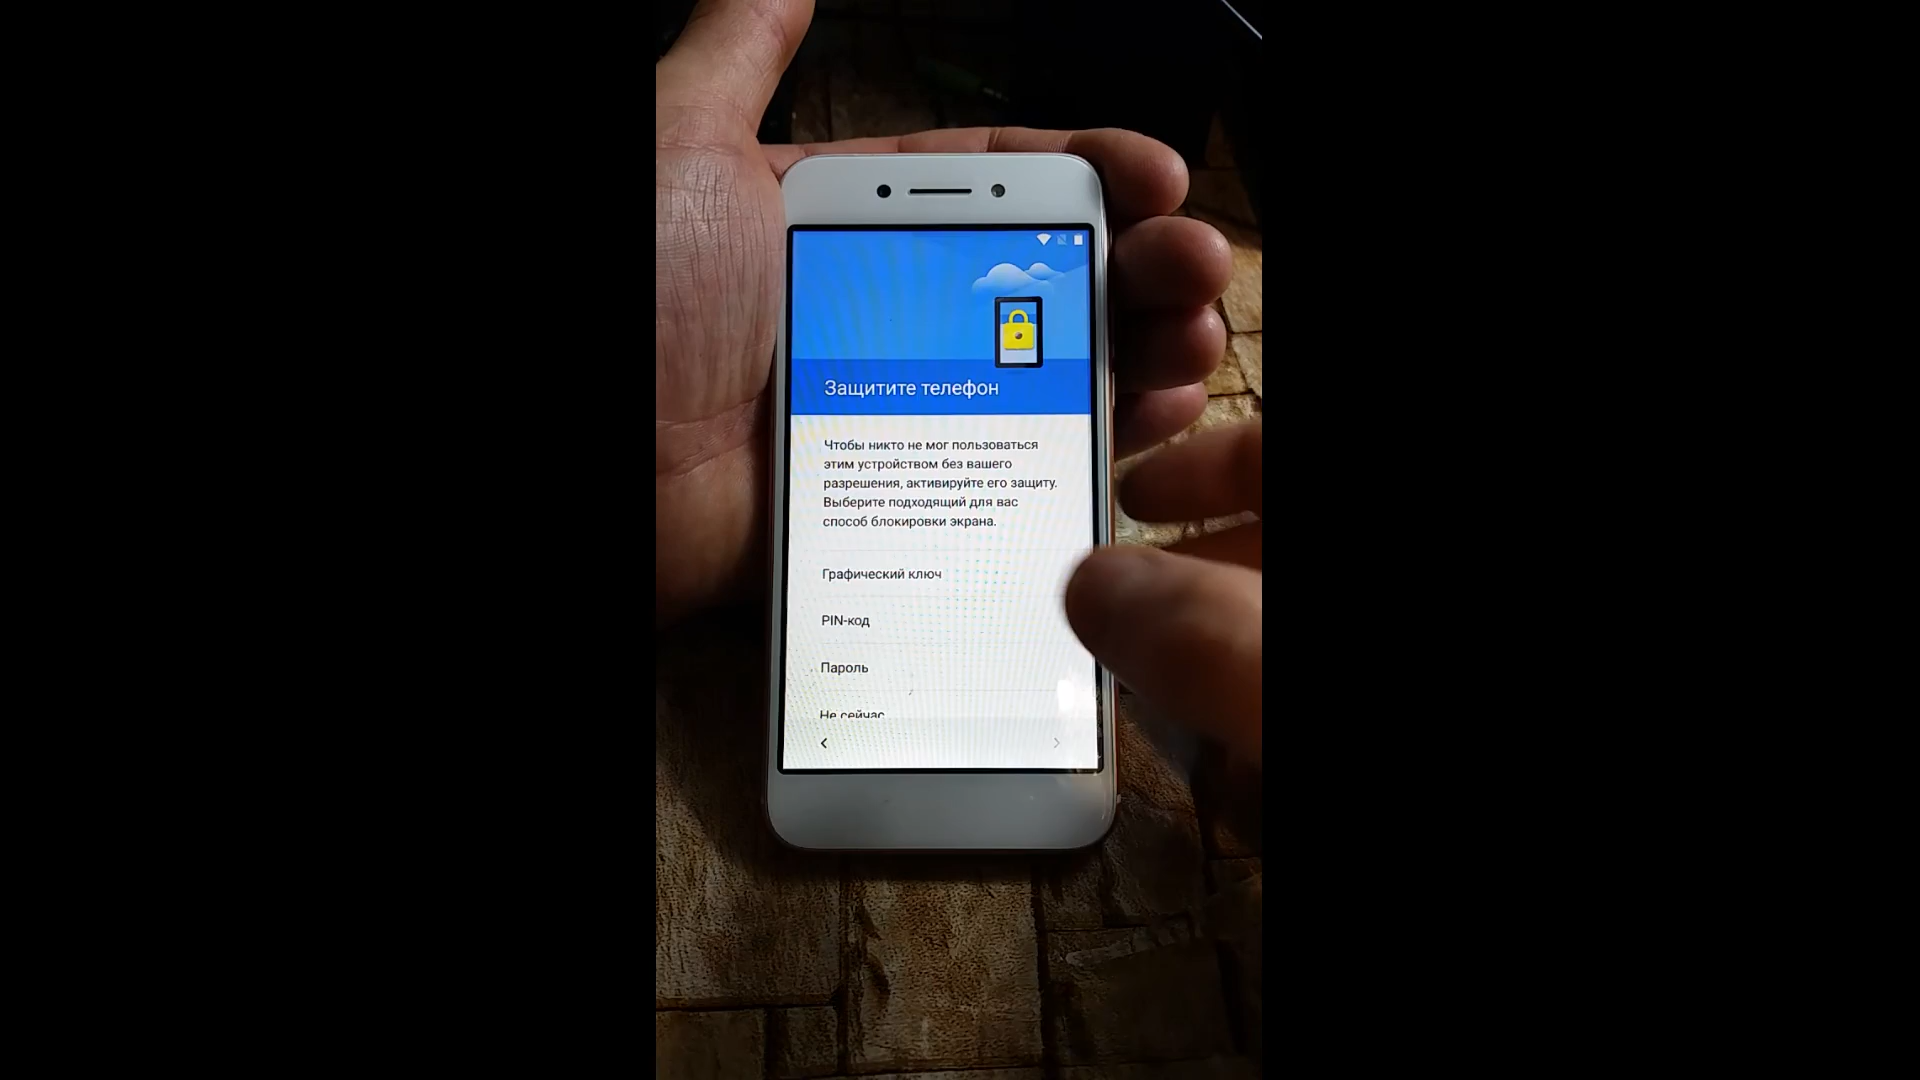 Защитите телефон
Чтобы никто не мог пользоваться
этим устройством без вашего
разрешения, активируйте его защиту.
Выберите подходящий для вас
способ блокировки экрана.
Графический ключ
PIN-код
Пароль
Не сейчас